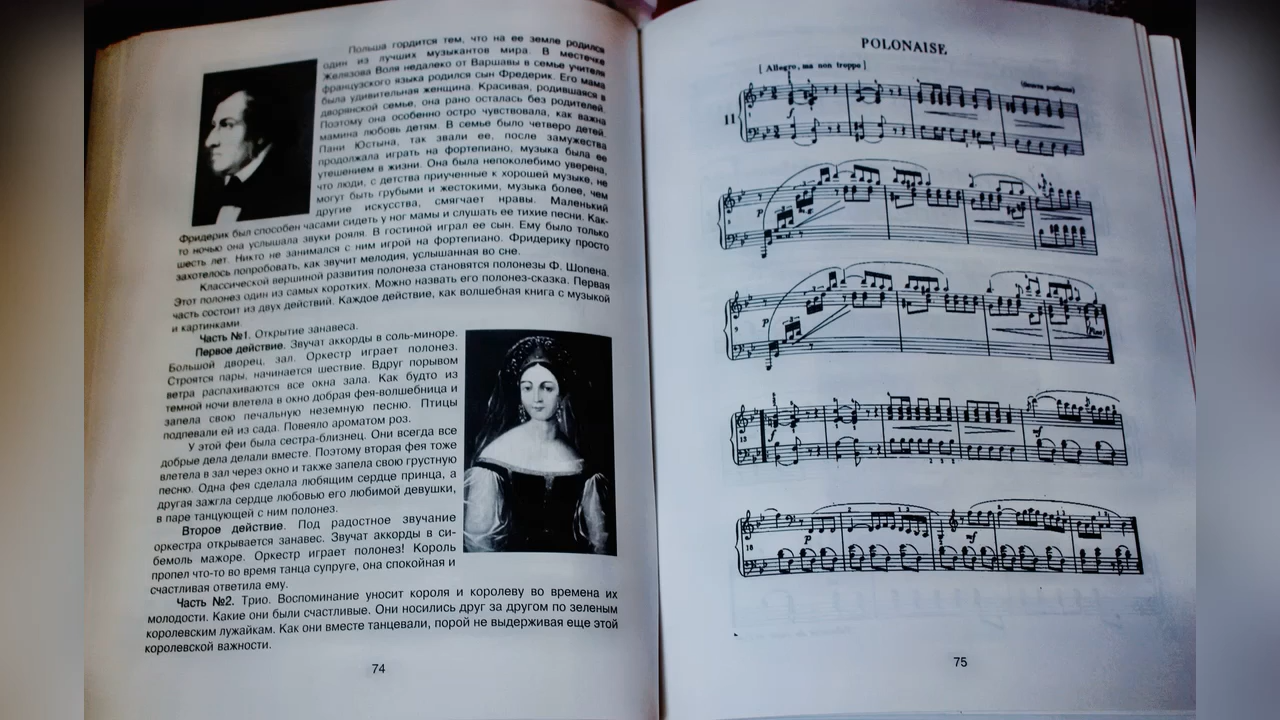 Польша гордится тем, что на ее земле родился
один из лучших музыкантов мира. В местечке
Желязова Воля недалеко от Варшавы в семье учителя
французского языка родился сын Фредерик. Его мама
была удивительная женщина. Красивая, родившаяся в
дворянской семье, она рано осталась без родителей.
Поэтому она особенно остро чувствовала, как важна
мамина любовь детям. В семье было четверо детей.
Пани Юстына, так звали ее, после замужества
продолжала играть на фортепиано, музыка была ее
утешением в жизни. Она была непоколебимо уверена,
что люди, с детства приученные к хорошей музыке, не
могут быть грубыми и жестокими, музыка более, чем
другие искусства, смягчает нравы. Маленький
Фридерик был способен часами сидеть у ног мамы и слушать ее тихие песни. Как-
то ночью она услышала звуки рояля. В гостиной играл ее сын. Ему было только
шесть лет. Никто не занимался с ним игрой на фортепиано. Фридерику просто
захотелось попробовать, как звучит мелодия, услышанная во сне.
Классической вершиной развития полонеза становятся полонезы Ф. Шопена.
Этот полонез один из самых коротких. Можно назвать его полонез-сказка. Первая
часть состоит из двух действий. Каждое действие, как волшебная книга с музыкой
и картинками.
Часть №1. Открытие занавеса.
Первое действие. Звучат аккорды в соль-миноре.
Большой дворец, зал. Оркестр играет полонез.
Строятся пары, начинается шествие. Вдруг порывом
ветра распахиваются все окна зала. Как будто из
темной ночи влетела в окно добрая фея-волшебница и
запела свою печальную неземную песню. Птицы
подпевали ей из сада. Повеяло ароматом роз.
У этой феи была сестра-близнец. Они всегда все
добрые дела делали вместе. Поэтому вторая фея тоже
влетела в зал через окно и также запела свою грустную
песню. Одна фея сделала любящим сердце принца, а
другая зажгла сердце любовью его любимой девушки,
в паре танцующей с ним полонез.
Второе действие. Под радостное звучание
оркестра открывается занавес. Звучат аккорды в си-
бемоль мажоре. Оркестр играет полонез! Король
пропел что-то во время танца супруге, она спокойная и
счастливая ответила ему.
Часть №2. Трио. Воспоминание уносит короля и королеву во времена их
молодости. Какие они были счастливые. Они носились друг за другом по зеленым
королевским лужайкам. Как они вместе танцевали, порой не выдерживая еще этой
королевской важности.
74
POLONAISE
[ Allegro, ma non troppo ]
11
f
p
p
mf
p
mf
75